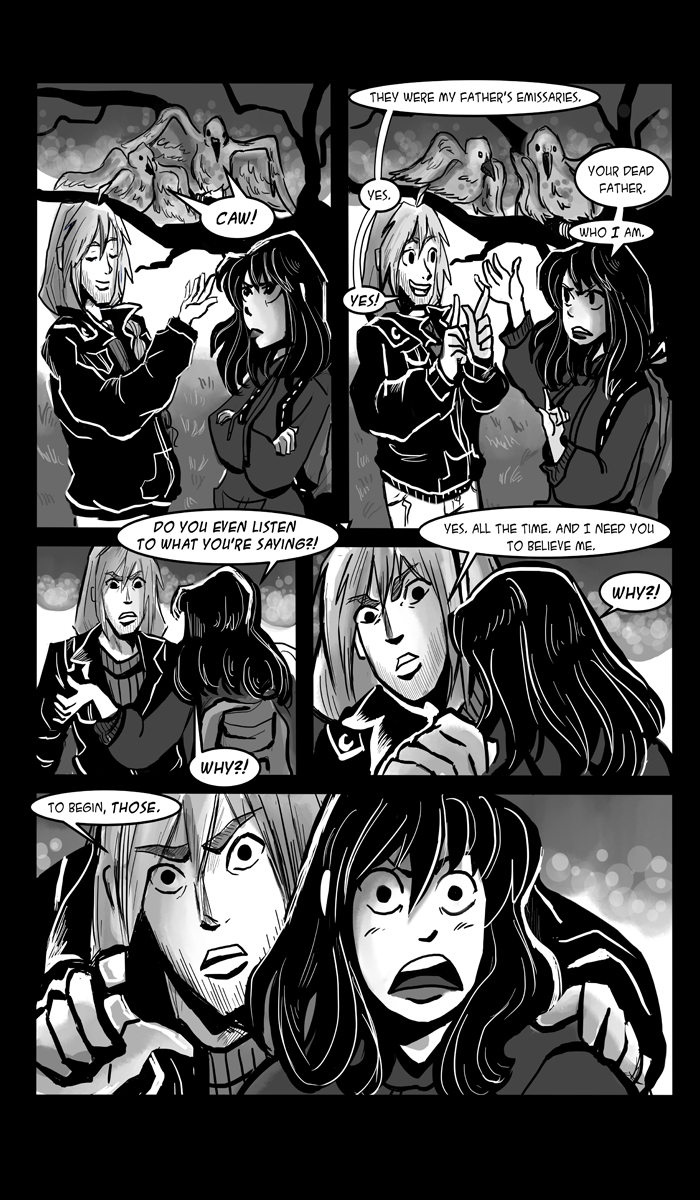 CAW!
THEY WERE MY FATHER'S EMISSARIES.
YOUR DEAD
FATHER.
YES.
WHO I AM.
YES!
DO YOU EVEN LISTEN
TO WHAT YOU'RE SAYING?!
WHY?!
YES. ALL THE TIME. AND I NEED YOU
TO BELIEVE ME.
WHY?!
TO BEGIN, THOSE.